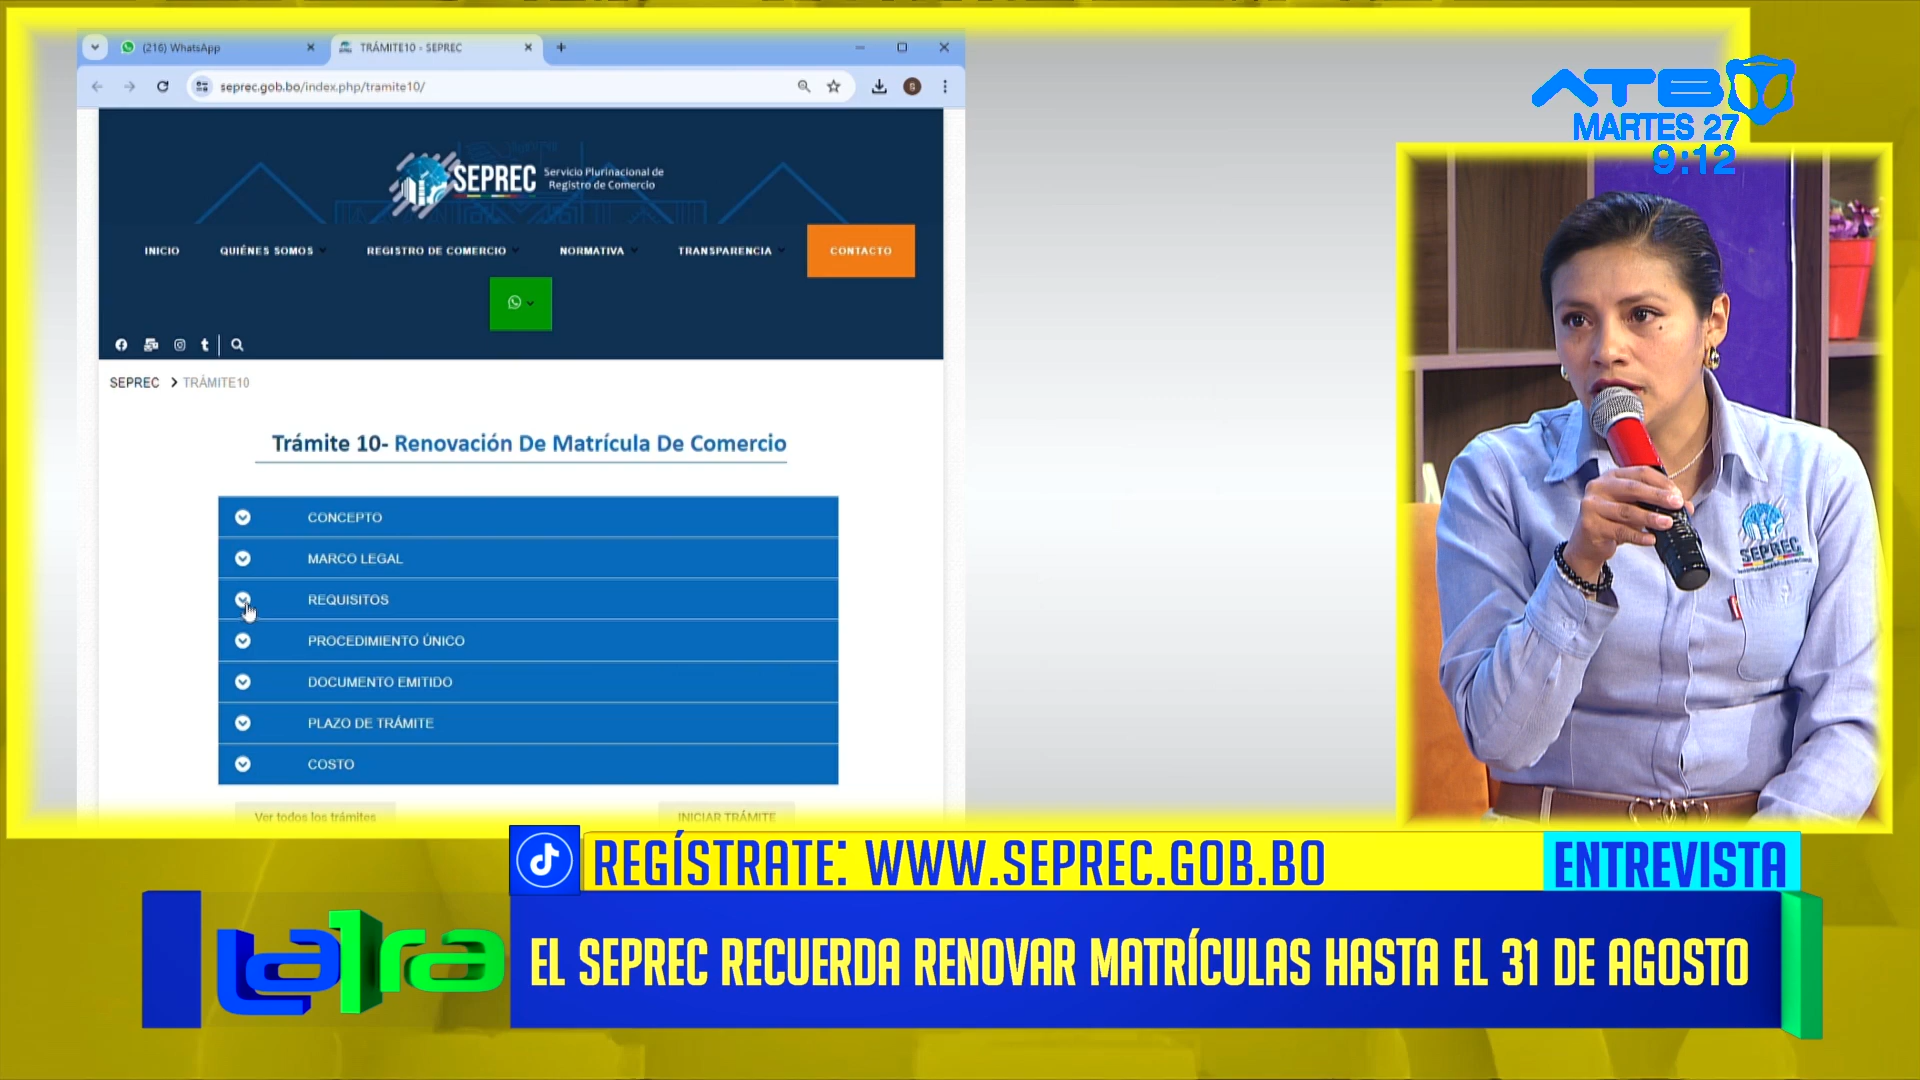 (216) WhatsApp
TRÁMITE10 - SEPREC
seprec.gob.bo/index.php/tramite10/
S
SEPREC
Servicio Plurinacional de
Registro de Comercio
INICIO
QUIÉNES SOMOS
REGISTRO DE COMERCIO
NORMATIVA
TRANSPARENCIA
CONTACTO
SEPREC > TRÁMITE10
Trámite 10- Renovación De Matrícula De Comercio
CONCEPTO
MARCO LEGAL
REQUISITOS
PROCEDIMIENTO ÚNICO
DOCUMENTO EMITIDO
PLAZO DE TRÁMITE
COSTO
Ver todos los trámites
INICIAR TRÁMITE
ATB
MARTES 27
9:12
SEPREC
REGÍSTRATE: WWW.SEPREC.GOB.BO
ENTREVISTA
La1ra
EL SEPREC RECUERDA RENOVAR MATRÍCULAS HASTA EL 31 DE AGOSTO